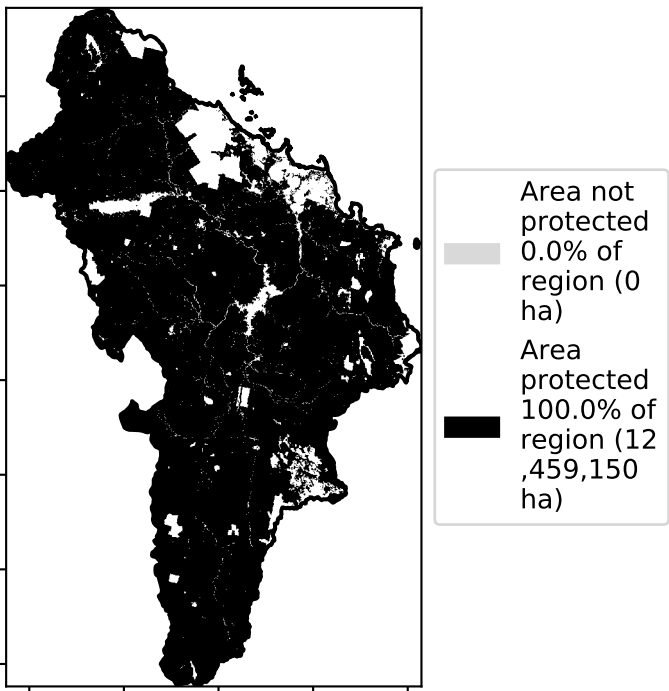 Area not
protected
0.0% of
region (0
ha)
Area
protected
100.0% of
region (12
,459,150
ha)